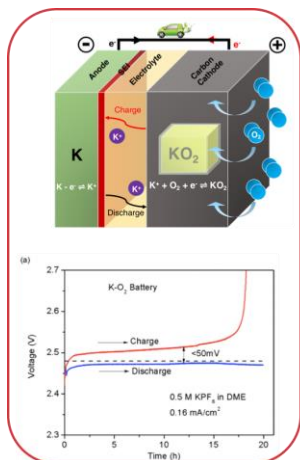 ⊖ e⁻ e⁻ ⊕
Anode
SEI
Electrolyte
Carbon
Cathode
Charge
K⁺
O₂
K
KO₂
K - e⁻ ⇌ K⁺
K⁺
K⁺ + O₂ + e⁻ ⇌ KO₂
Discharge
(a)
K-O₂ Battery
Charge
<50mV
Discharge
0.5 M KPF₆ in DME
0.16 mA/cm²
Voltage (V)
2.7
2.6
2.5
2.4
2.3
0 5 10 15 20
Time (h)